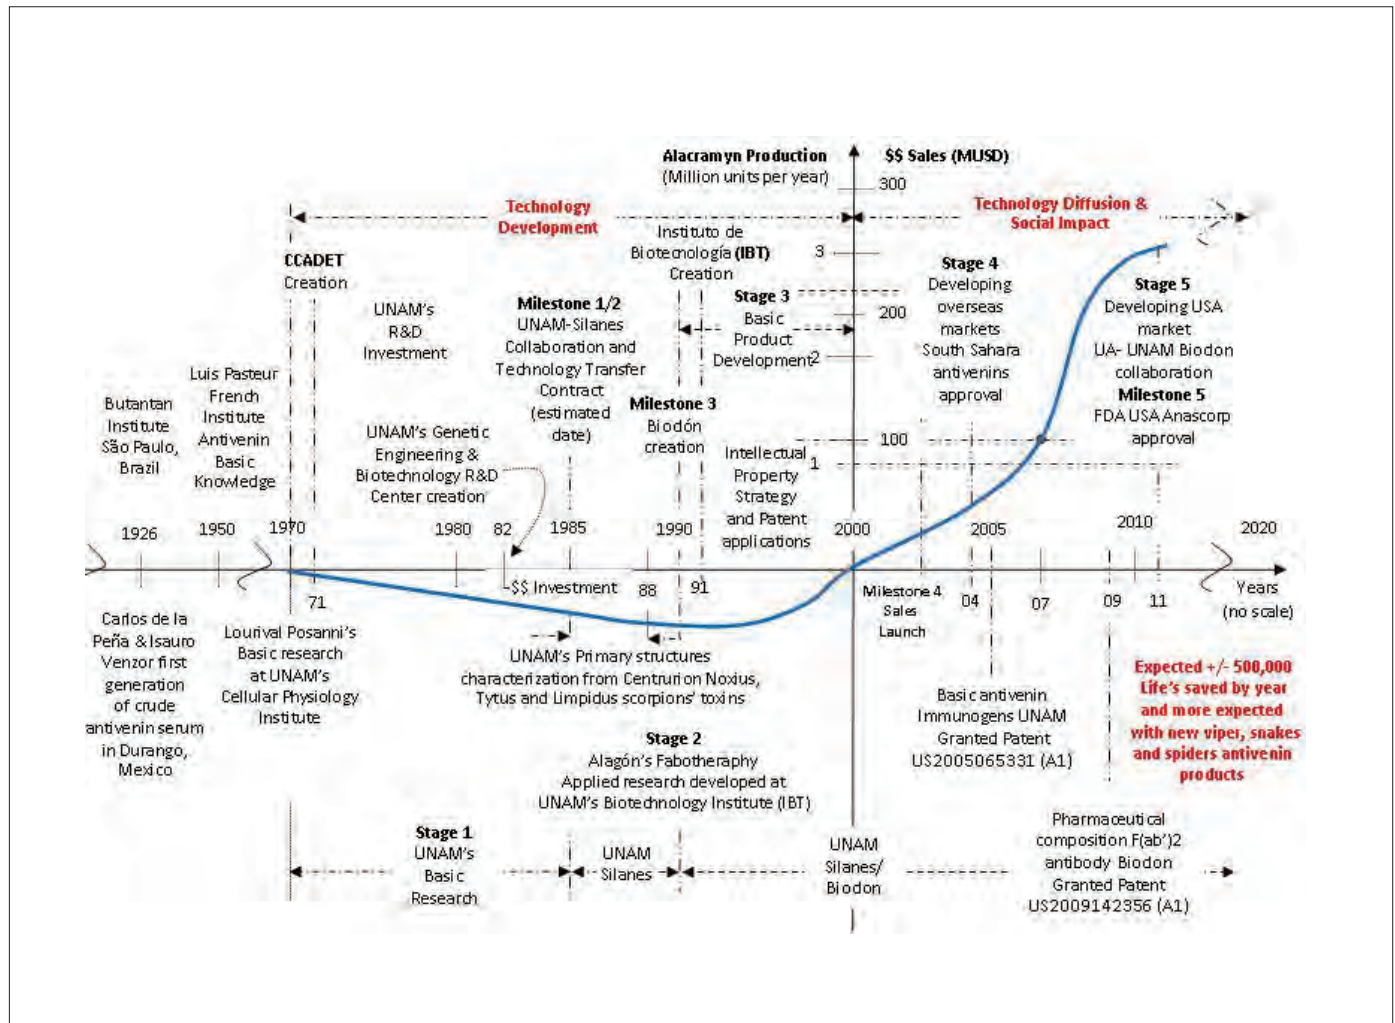 Alacramyn Production
(Million units per year)
$$ Sales (MUSD)
300
Technology
Development
Technology Diffusion &
Social Impact
CCADET
Creation
Instituto de
Biotecnología (IBT)
Creation
3
Stage 4
Developing
overseas
markets
South Sahara
antivenins
approval
Stage 5
Developing USA
market
UA- UNAM Biodon
collaboration
Milestone 5
FDA USA Anascorp
approval
UNAM's
R&D
Investment
Milestone 1/2
UNAM-Silanes
Collaboration and
Technology Transfer
Contract
(estimated
date)
Stage 3
Basic
Product
Development
200
2
Luis Pasteur
French
Institute
Antivenin
Basic
Knowledge
Butantan
Institute
São Paulo,
Brazil
UNAM's Genetic
Engineering &
Biotechnology R&D
Center creation
Milestone 3
Biodón
creation
Intellectual
Property
Strategy
and Patent
applications
100
1
1926
1950
1970
1980
82
1985
1990
2000
2005
2010
2020
71
-$$ Investment
88
91
Milestone 4
Sales
Launch
04
07
09
11
Years
(no scale)
Carlos de la
Peña & Isauro
Venzor first
generation
of crude
antivenin serum
in Durango,
Mexico
Lourival Posanni's
Basic research
at UNAM's
Cellular Physiology
Institute
UNAM's Primary structures
characterization from Centrurion Noxius,
Tytus and Limpidus scorpions' toxins
Basic antivenin
Immunogens UNAM
Granted Patent
US2005065331 (A1)
Expected +/- 500,000
Life's saved by year
and more expected
with new viper, snakes
and spiders antivenin
products
Stage 2
Alagón's Fabotheraphy
Applied research developed at
UNAM's Biotechnology Institute (IBT)
Stage 1
UNAM's
Basic
Research
UNAM
Silanes
UNAM
Silanes/
Biodon
Pharmaceutical
composition F(ab')2
antibody Biodon
Granted Patent
US2009142356 (A1)